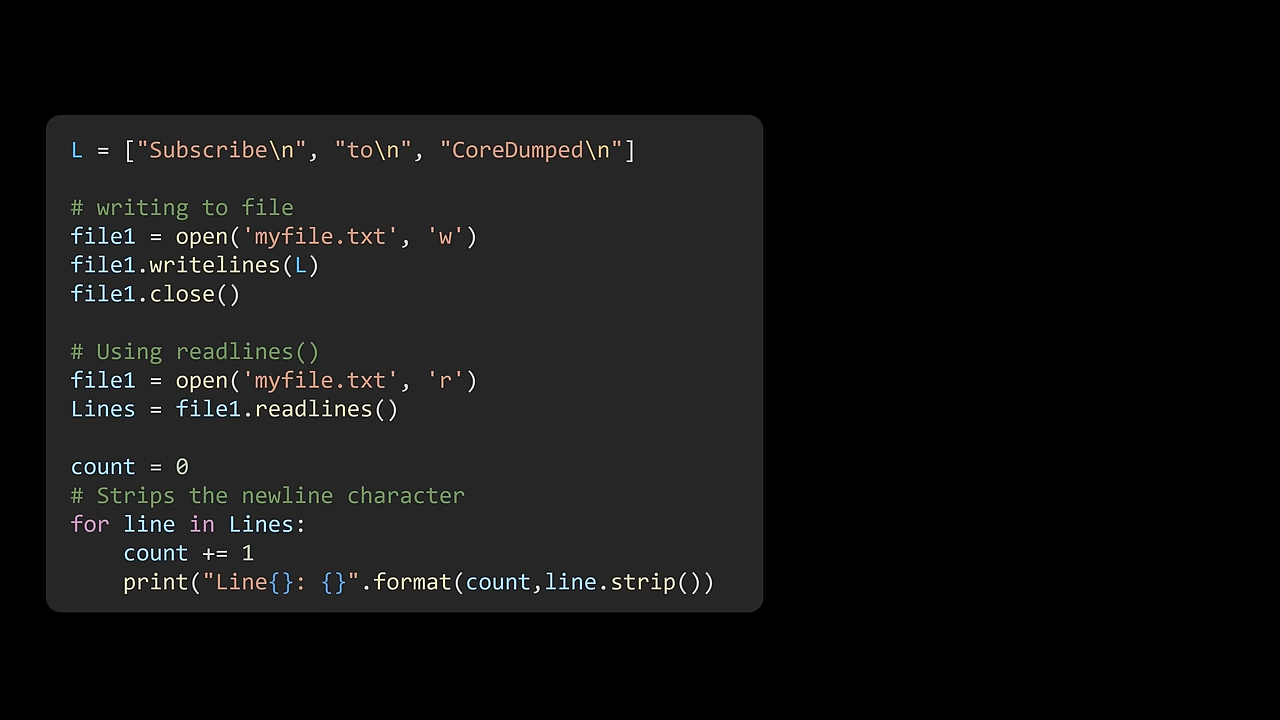 L = ["Subscribe\n", "to\n", "CoreDumped\n"]
# writing to file
file1 = open('myfile.txt', 'w')
file1.writelines(L)
file1.close()
# Using readlines()
file1 = open('myfile.txt', 'r')
Lines = file1.readlines()
count = 0
# Strips the newline character
for line in Lines:
    count += 1
    print("Line{}: {}".format(count,line.strip())